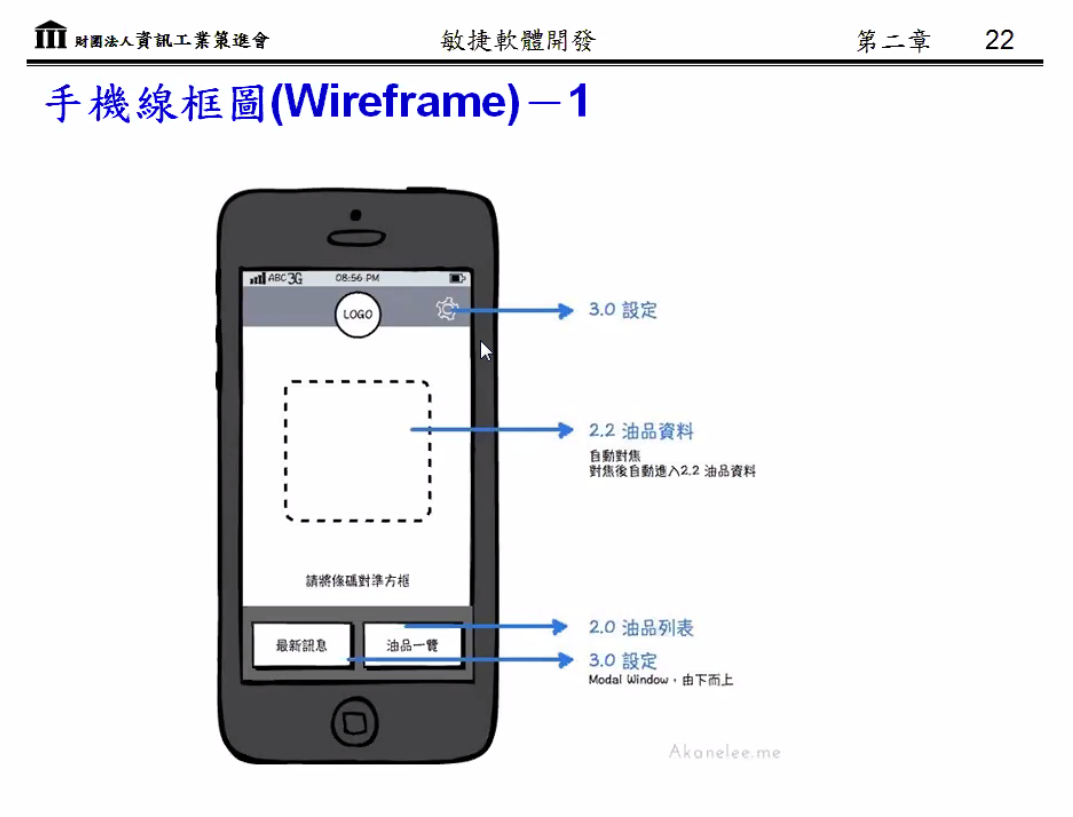 財團法人資訊工業策進會 敏捷軟體開發 第二章 22
手機線框圖(Wireframe)－1
ABC 3G 08:56 PM
LOGO
3.0 設定
2.2 油品資料
自動對焦
對焦後自動進入2.2 油品資料
請將條碼對準方框
最新訊息
油品一覽
2.0 油品列表
3.0 設定
Modal Window，由下而上
Akanelee.me